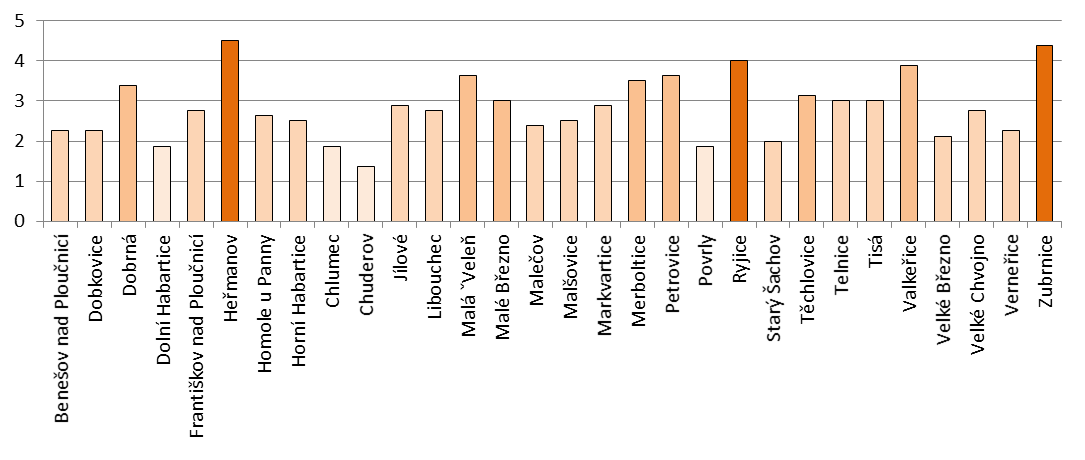 5
4
3
2
1
0
Benešov nad Ploučnicí
Dobkovice
Dobrná
Dolní Habartice
Františkov nad Ploučnicí
Heřmanov
Homole u Panny
Horní Habartice
Chlumec
Chuderov
Jílové
Libouchec
Malá ˇVeleň
Malé Březno
Malečov
Malšovice
Markvartice
Merboltice
Petrovice
Povrly
Ryjice
Starý Šachov
Těchlovice
Telnice
Tisá
Valkeřice
Velké Březno
Velké Chvojno
Verneřice
Zubrnice